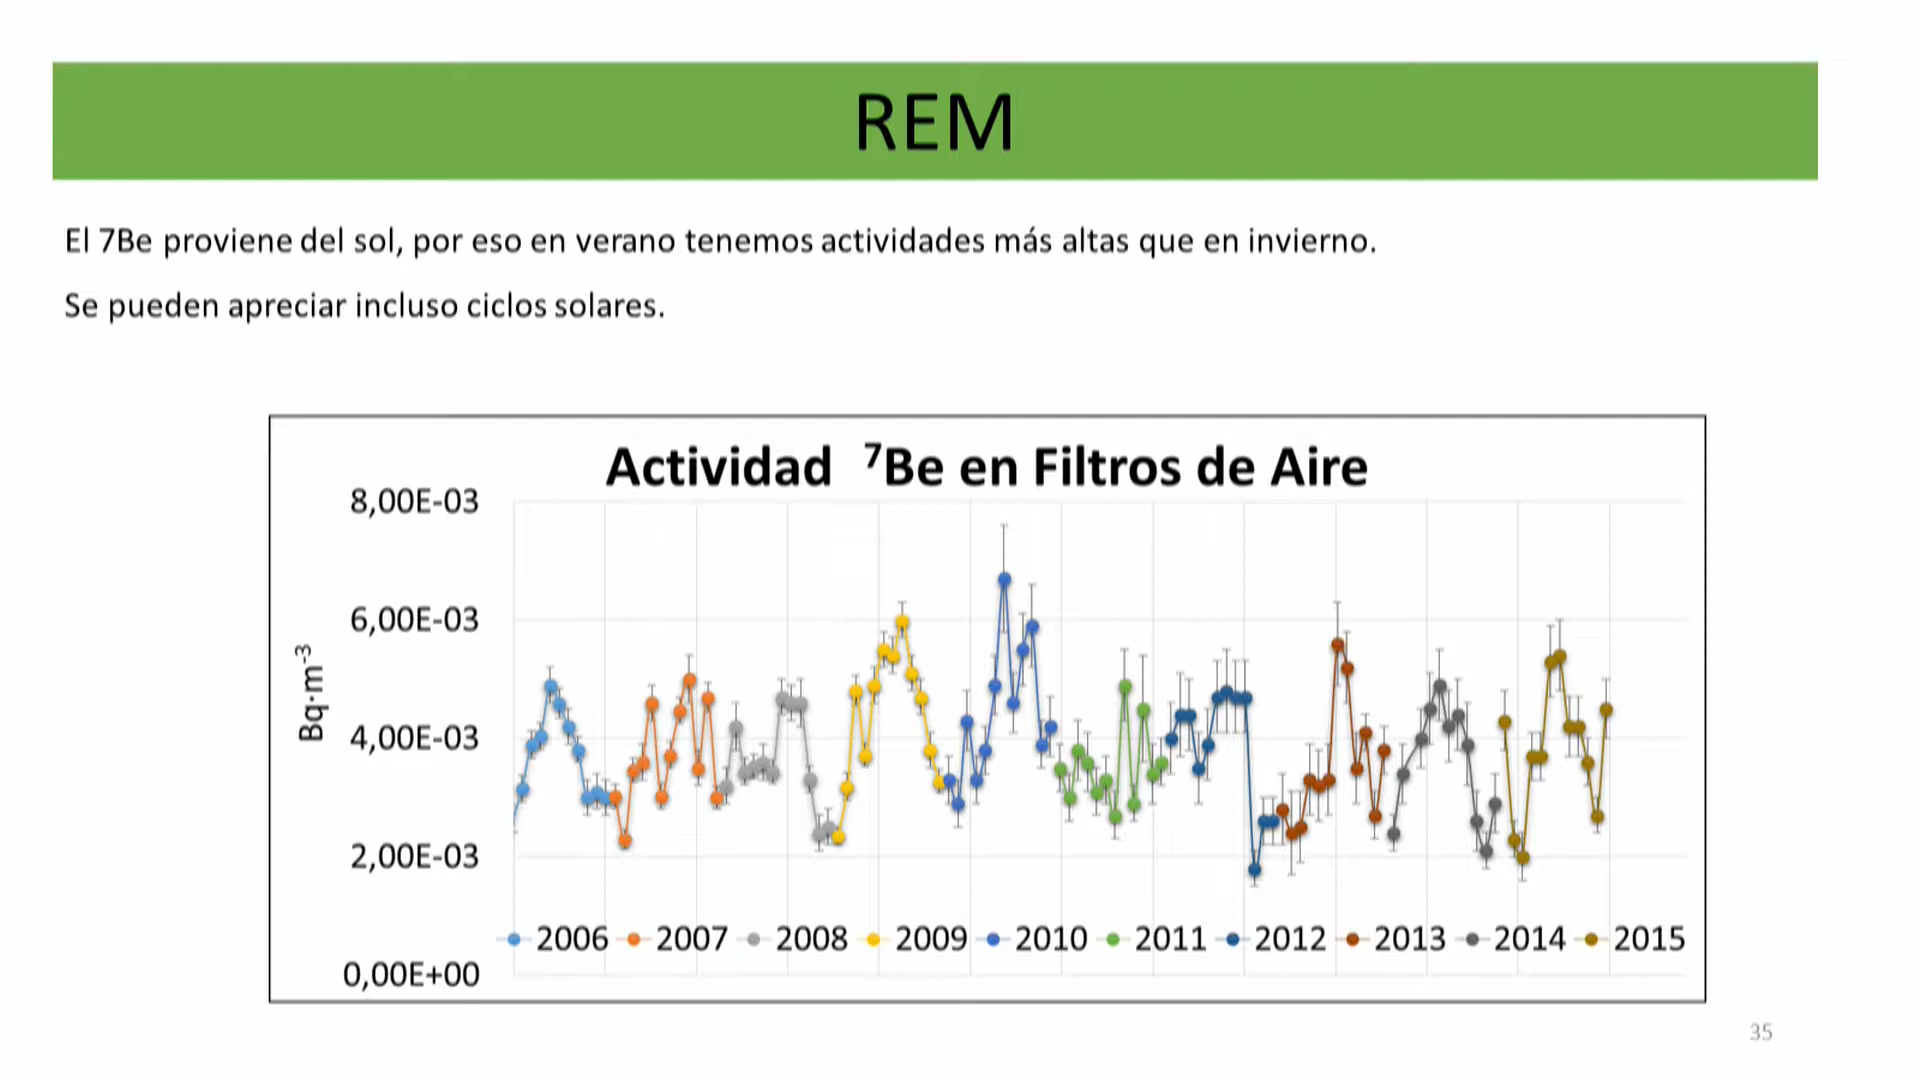 REM
El 7Be proviene del sol, por eso en verano tenemos actividades más altas que en invierno.
Se pueden apreciar incluso ciclos solares.
Actividad ⁷Be en Filtros de Aire
Bq·m⁻³
8,00E-03
6,00E-03
4,00E-03
2,00E-03
0,00E+00
2006 2007 2008 2009 2010 2011 2012 2013 2014 2015
35